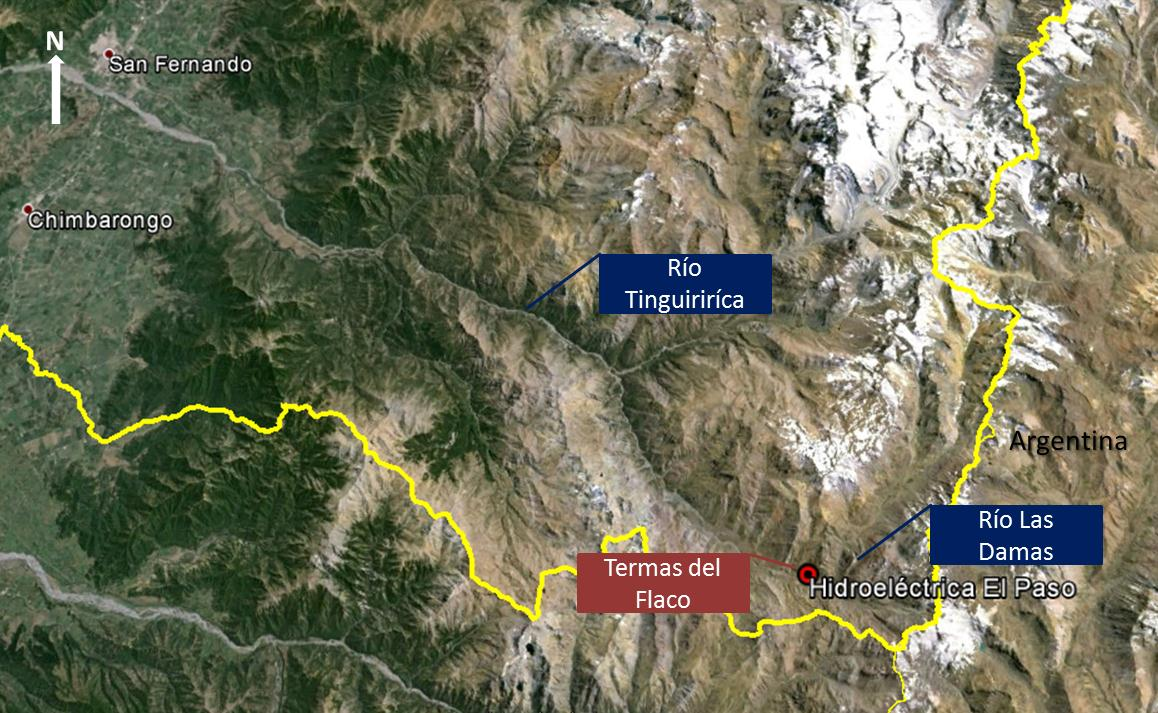 N
San Fernando
Chimbarongo
Río
Tinguiriríca
Argentina
Río Las
Damas
Termas del
Flaco
Hidroeléctrica El Paso